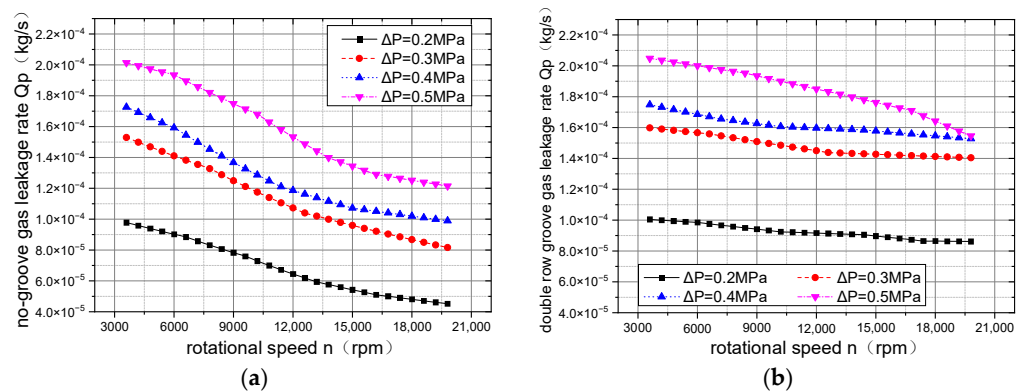 no-groove gas leakage rate Qp（kg/s）
2.2×10⁻⁴
2.0×10⁻⁴
1.8×10⁻⁴
1.6×10⁻⁴
1.4×10⁻⁴
1.2×10⁻⁴
1.0×10⁻⁴
8.0×10⁻⁵
6.0×10⁻⁵
4.0×10⁻⁵
ΔP=0.2MPa
ΔP=0.3MPa
ΔP=0.4MPa
ΔP=0.5MPa
3000 6000 9000 12,000 15,000 18,000 21,000
rotational speed n（rpm）
(a)
double row groove gas leakage rate Qp（kg/s）
2.2×10⁻⁴
2.0×10⁻⁴
1.8×10⁻⁴
1.6×10⁻⁴
1.4×10⁻⁴
1.2×10⁻⁴
1.0×10⁻⁴
8.0×10⁻⁵
6.0×10⁻⁵
4.0×10⁻⁵
ΔP=0.2MPa ΔP=0.3MPa
ΔP=0.4MPa ΔP=0.5MPa
3000 6000 9000 12,000 15,000 18,000 21,000
rotational speed n（rpm）
(b)